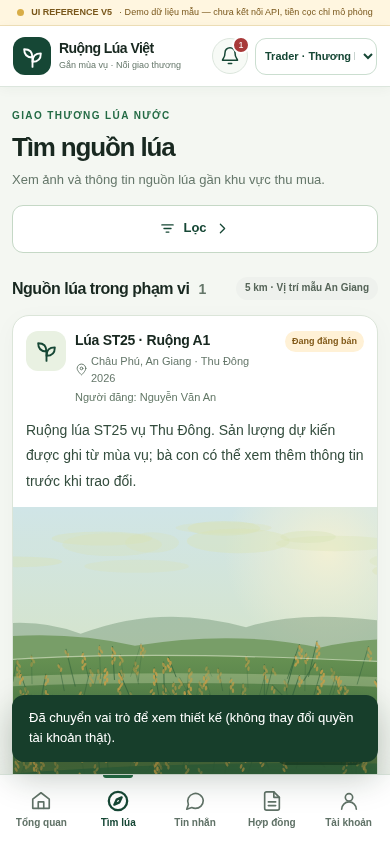 UI REFERENCE V5 · Demo dữ liệu mẫu — chưa kết nối API, tiền cọc chỉ mô phỏng
Ruộng Lúa Việt
Gắn mùa vụ · Nối giao thương
1
Trader · Thương
GIAO THƯƠNG LÚA NƯỚC
Tìm nguồn lúa
Xem ảnh và thông tin nguồn lúa gần khu vực thu mua.
Lọc
Nguồn lúa trong phạm vi 1
5 km · Vị trí mẫu An Giang
Lúa ST25 · Ruộng A1
Đang đăng bán
Châu Phú, An Giang · Thu Đông
2026
Người đăng: Nguyễn Văn An
Ruộng lúa ST25 vụ Thu Đông. Sản lượng dự kiến
được ghi từ mùa vụ; bà con có thể xem thêm thông tin
trước khi trao đổi.
Đã chuyển vai trò để xem thiết kế (không thay đổi quyền
tài khoản thật).
Tổng quan
Tìm lúa
Tin nhắn
Hợp đồng
Tài khoản